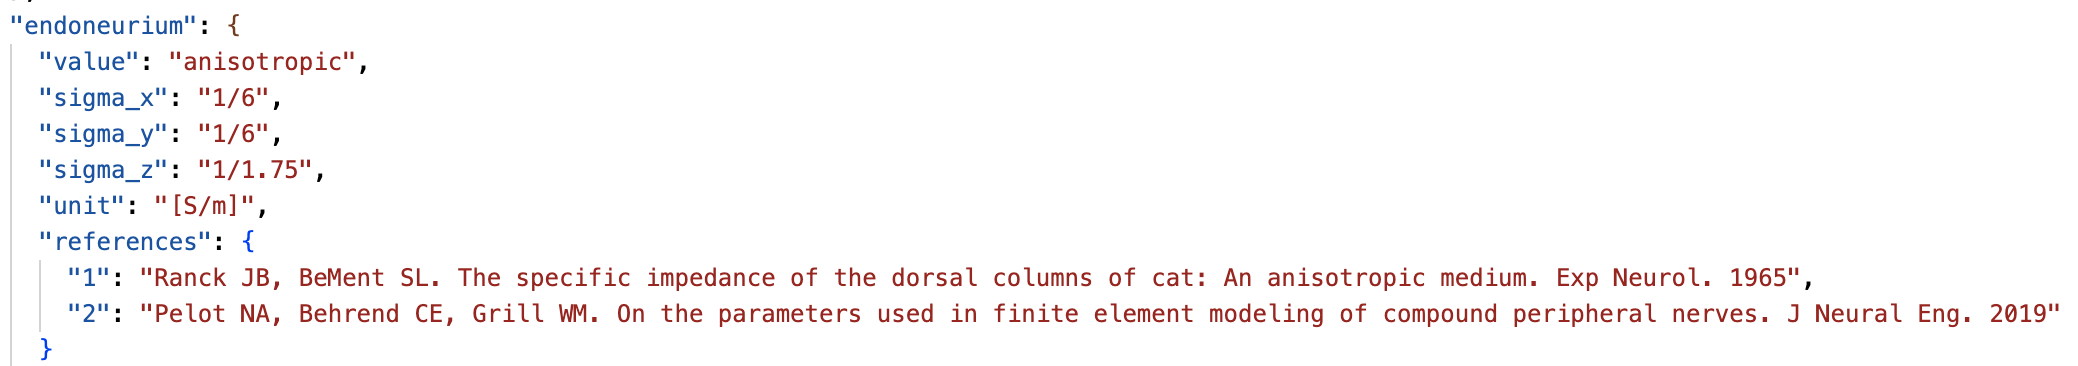 "endoneurium": {
"value": "anisotropic",
"sigma_x": "1/6",
"sigma_y": "1/6",
"sigma_z": "1/1.75",
"unit": "[S/m]",
"references": {
"1": "Ranck JB, BeMent SL. The specific impedance of the dorsal columns of cat: An anisotropic medium. Exp Neurol. 1965",
"2": "Pelot NA, Behrend CE, Grill WM. On the parameters used in finite element modeling of compound peripheral nerves. J Neural Eng. 2019"
}